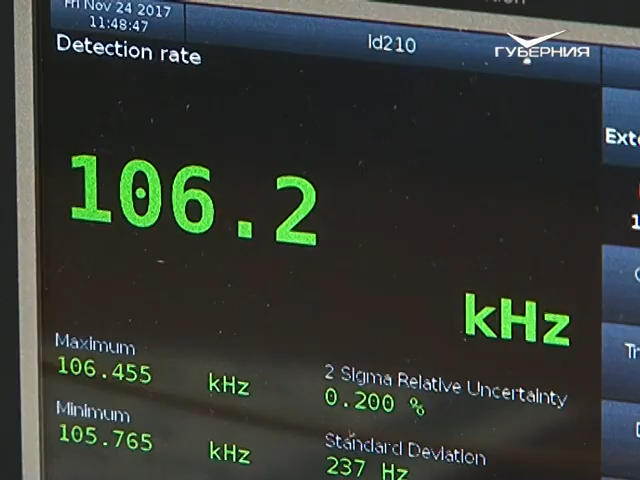 Fri Nov 24 2017
11:48:47
Id210
ГУБЕРНИЯ
Detection rate
106.2
kHz
Maximum
106.455 kHz
Minimum
105.765 kHz
2 Sigma Relative Uncertainty
0.200 %
Standard Deviation
237 Hz